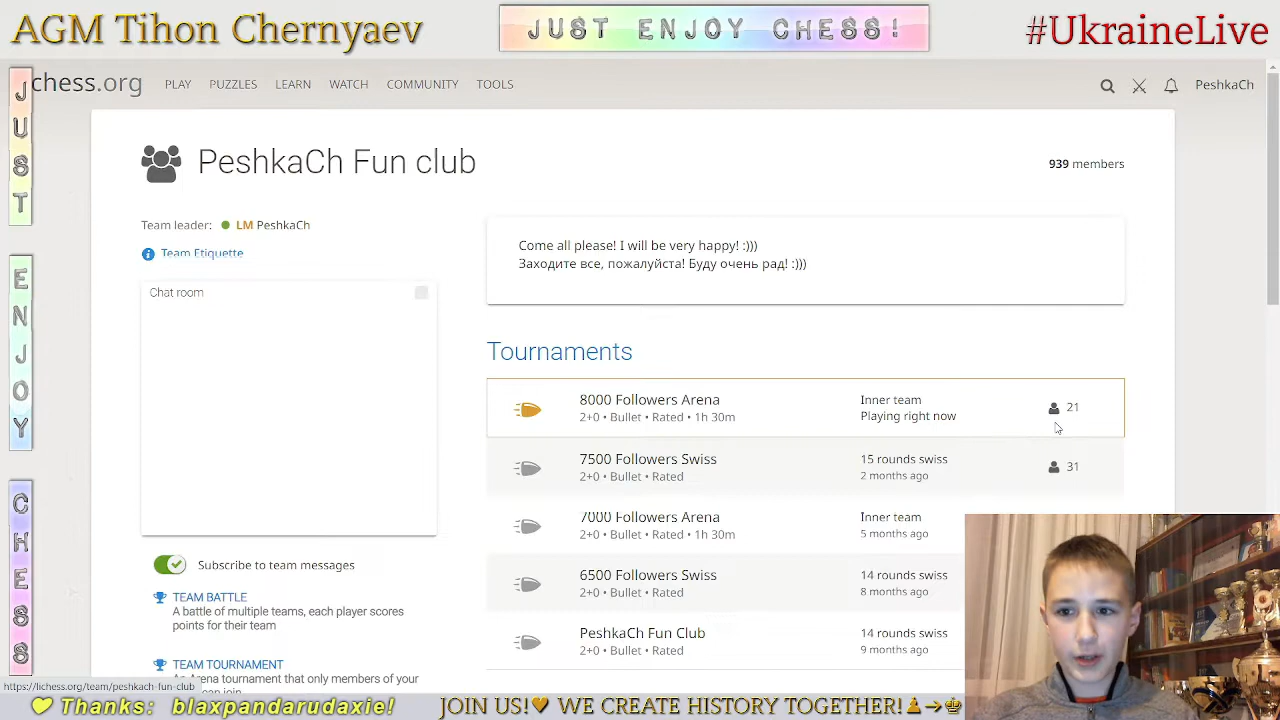 AGM Tihon Chernyaev
JUST ENJOY CHESS!
#UkraineLive
chess.org
PLAY
PUZZLES
LEARN
WATCH
COMMUNITY
TOOLS
PeshkaCh
JUST
ENJOY
CHESS
PeshkaCh Fun club
939 members
Team leader: LM PeshkaCh
Team Etiquette
Chat room
Come all please! I will be very happy! :)))
Заходите все, пожалуйста! Буду очень рад! :)))
Tournaments
8000 Followers Arena
2+0 • Bullet • Rated • 1h 30m
Inner team
Playing right now
21
7500 Followers Swiss
2+0 • Bullet • Rated
15 rounds swiss
2 months ago
31
7000 Followers Arena
2+0 • Bullet • Rated • 1h 30m
Inner team
5 months ago
6500 Followers Swiss
2+0 • Bullet • Rated
14 rounds swiss
8 months ago
PeshkaCh Fun Club
2+0 • Bullet • Rated
14 rounds swiss
9 months ago
Subscribe to team messages
TEAM BATTLE
A battle of multiple teams, each player scores
points for their team
TEAM TOURNAMENT
An Arena tournament that only members of your
can join
https://lichess.org/team/peshkach-fun-club
Thanks: blaxpandarudaxie!
JOIN US!♥ WE CREATE HISTORY TOGETHER!♟→♚